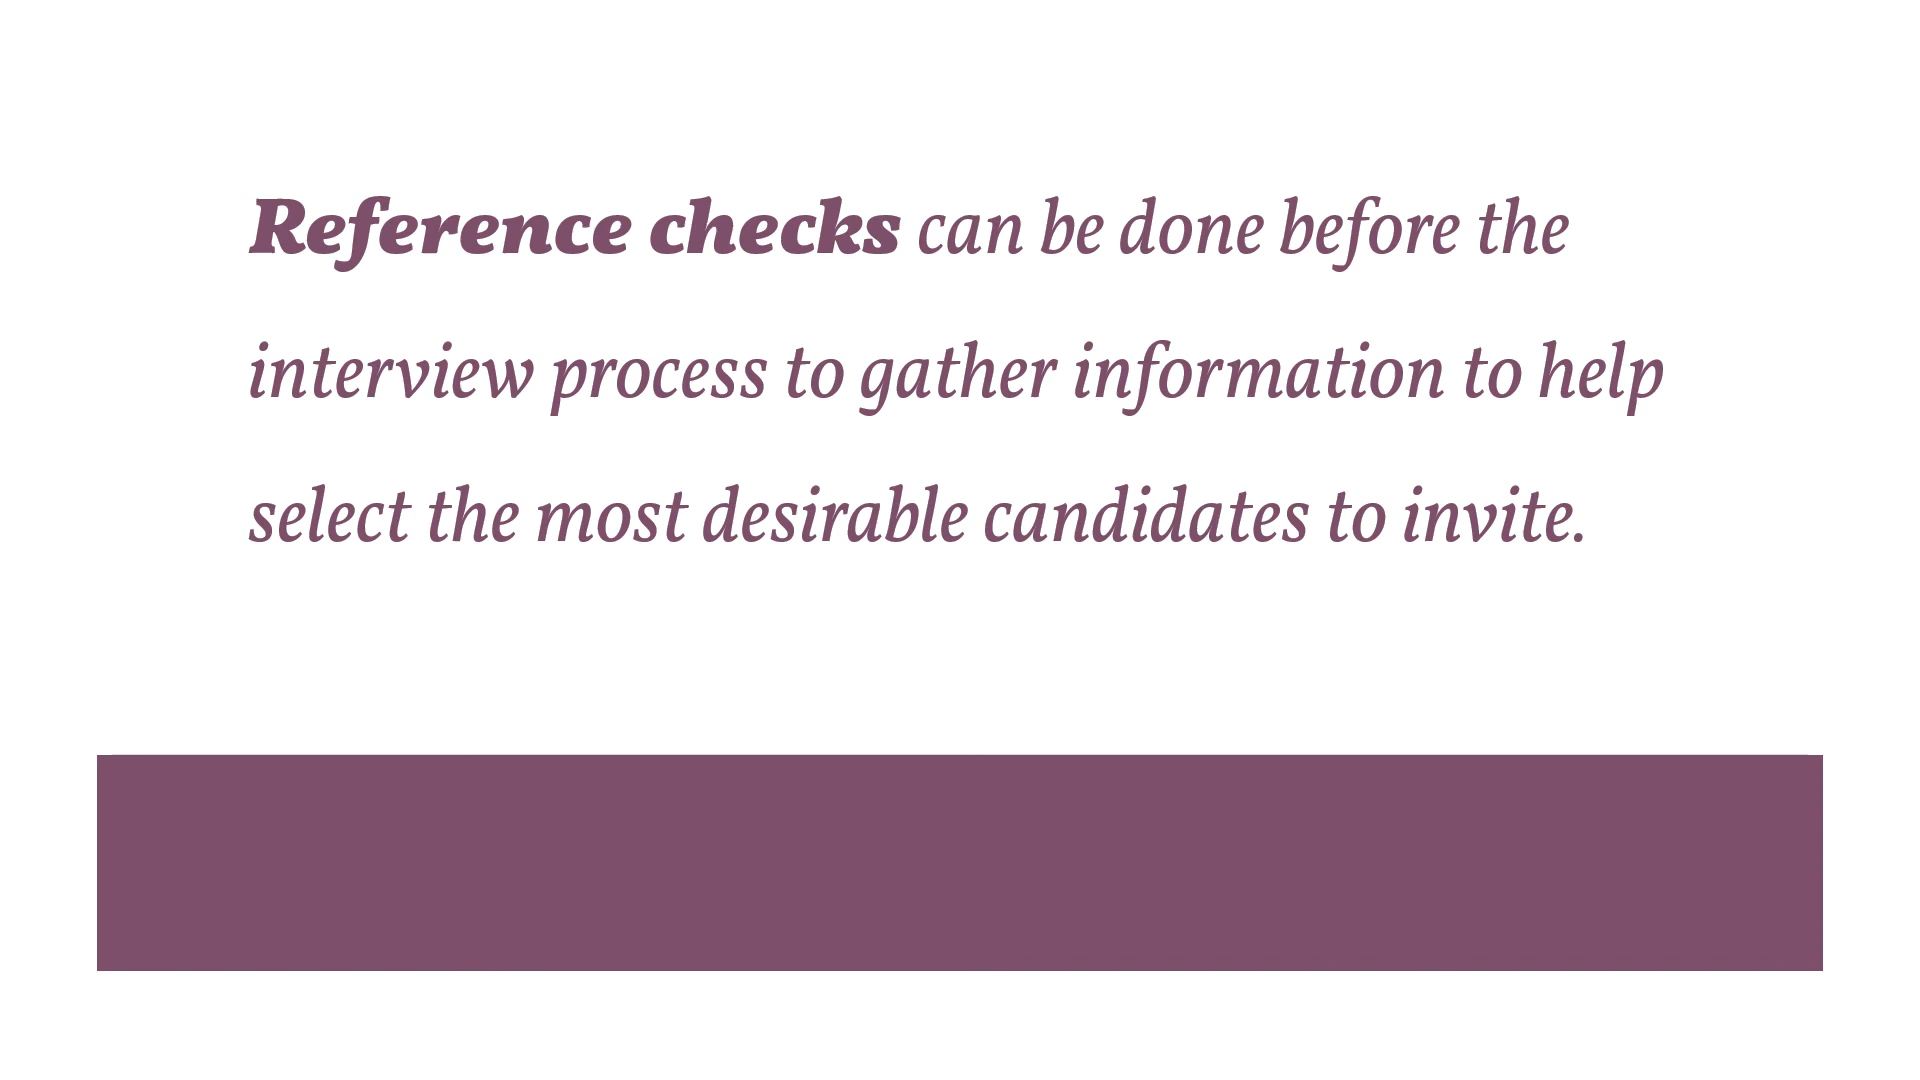 Reference checks can be done before the
interview process to gather information to help
select the most desirable candidates to invite.